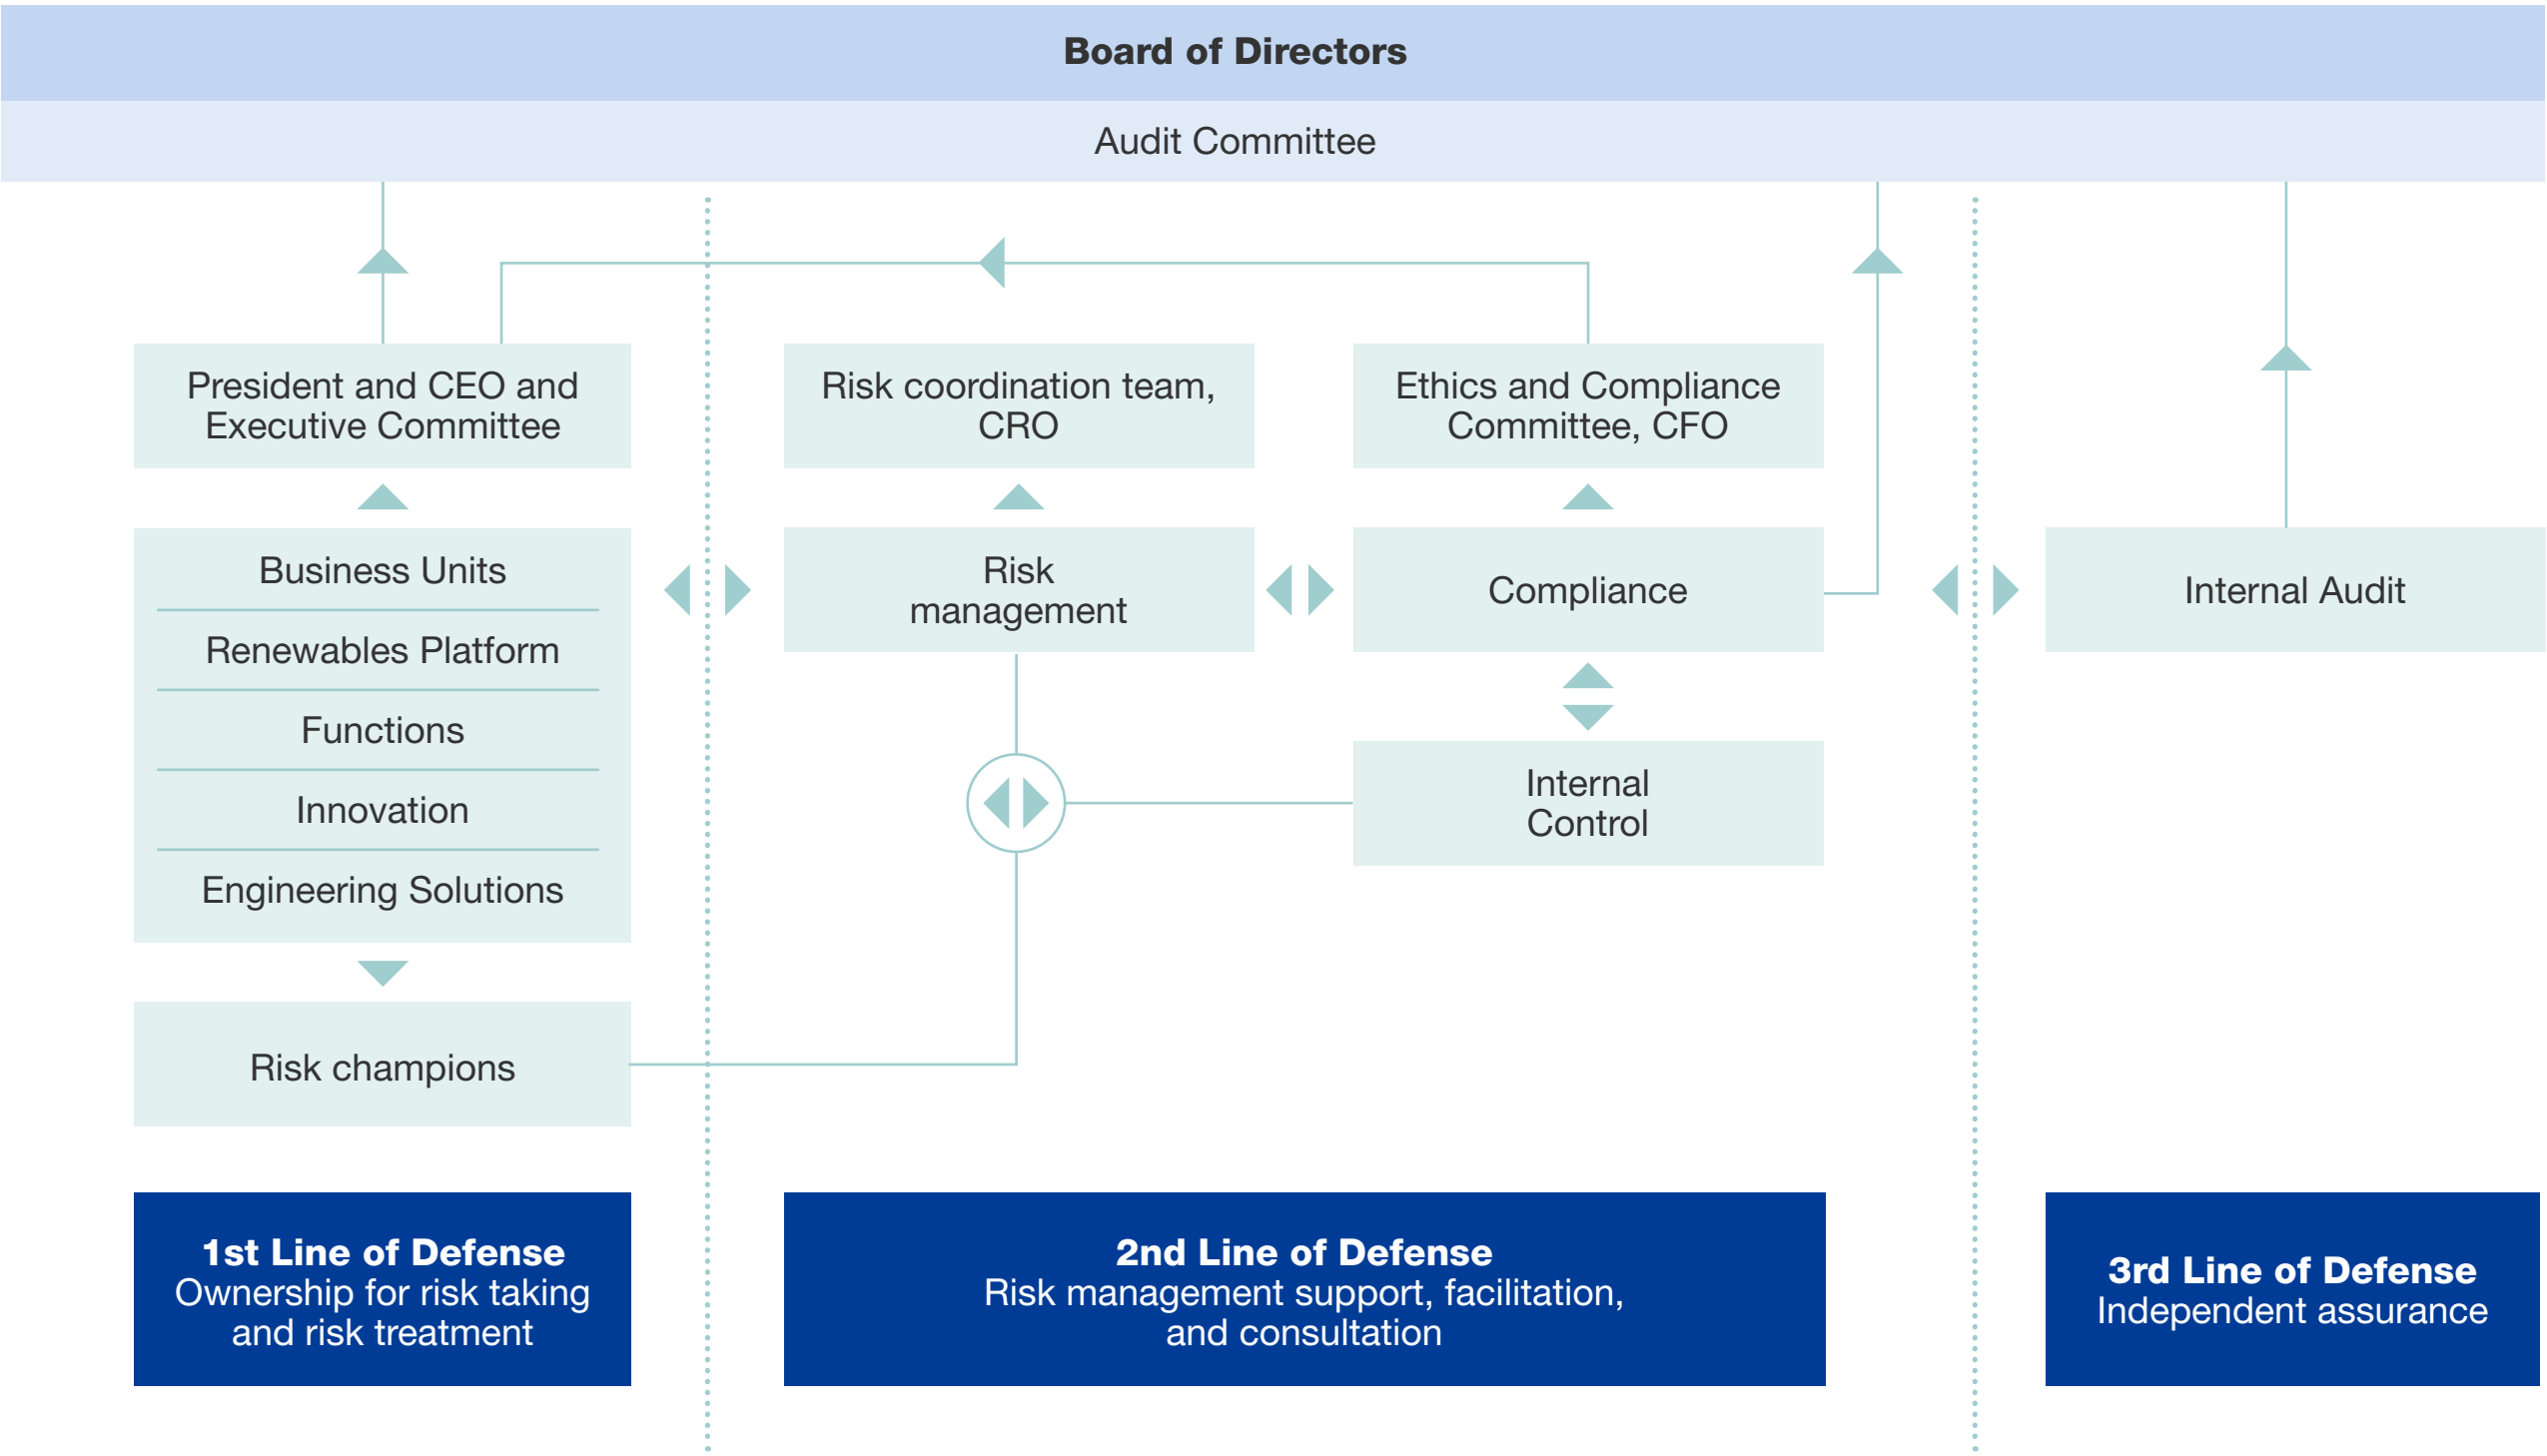 Board of Directors
Audit Committee
President and CEO and
Executive Committee
Business Units
Renewables Platform
Functions
Innovation
Engineering Solutions
Risk champions
Risk coordination team,
CRO
Risk
management
Ethics and Compliance
Committee, CFO
Compliance
Internal
Control
Internal Audit
1st Line of Defense
Ownership for risk taking
and risk treatment
2nd Line of Defense
Risk management support, facilitation,
and consultation
3rd Line of Defense
Independent assurance